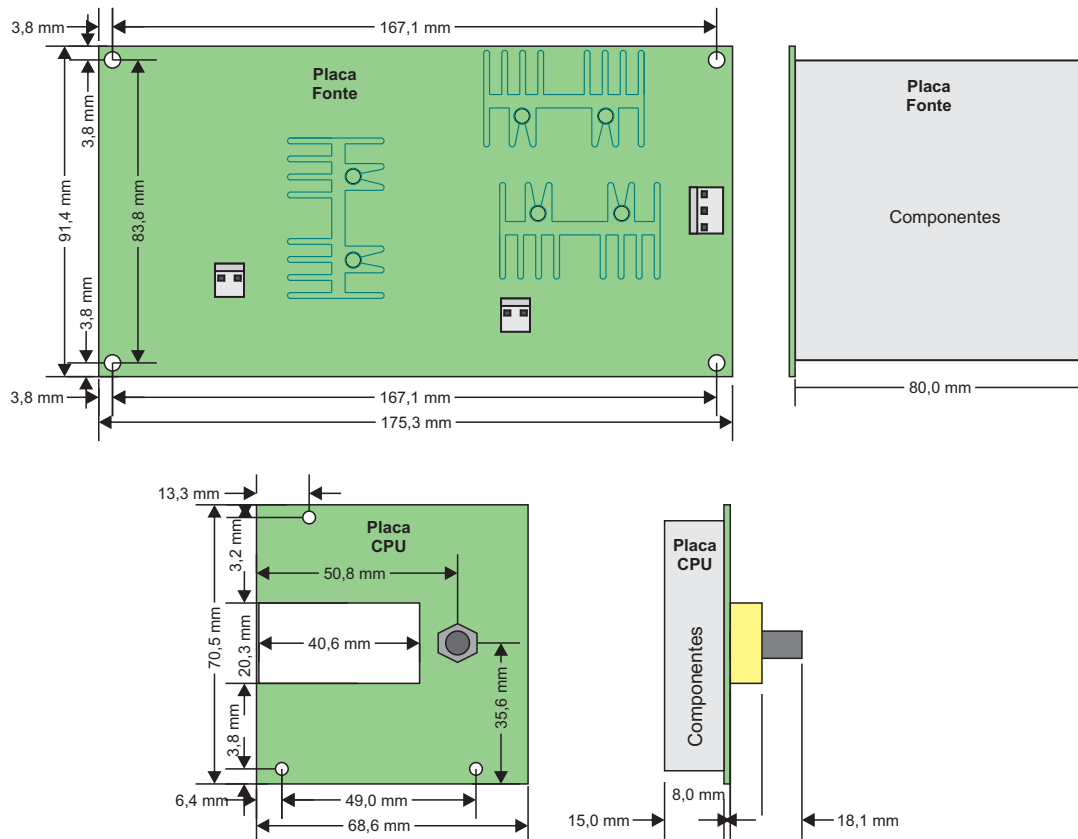 3,8 mm
167,1 mm
Placa
Fonte
3,8 mm
91,4 mm
83,8 mm
3,8 mm
3,8 mm
167,1 mm
175,3 mm
Placa
Fonte
Componentes
80,0 mm
13,3 mm
Placa
CPU
3,2 mm
50,8 mm
70,5 mm
20,3 mm
40,6 mm
35,6 mm
3,8 mm
6,4 mm
49,0 mm
68,6 mm
Placa
CPU
Componentes
8,0 mm
15,0 mm
18,1 mm